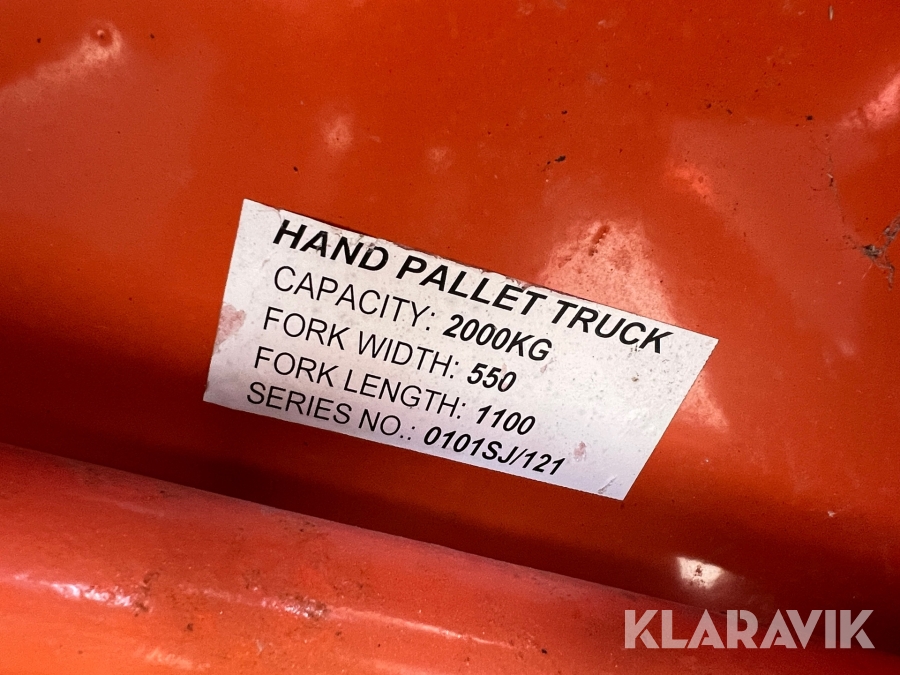 HAND PALLET TRUCK
CAPACITY: 2000KG
FORK WIDTH: 550
FORK LENGTH: 1100
SERIES NO.: 0101SJ/121
KLARAVIK